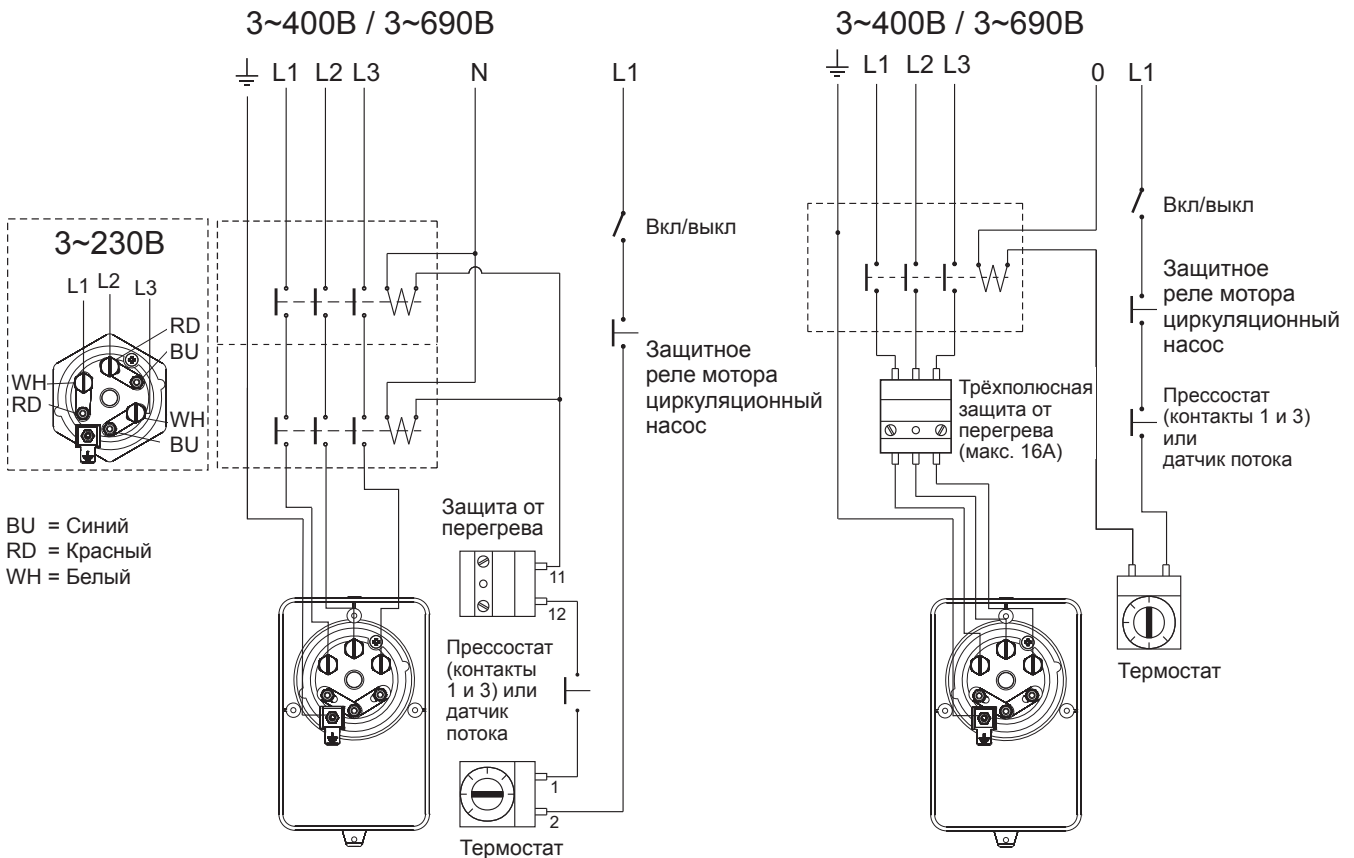 3~400В / 3~690В
L1 L2 L3 N L1
3~230В
L1 L2 L3
RD
BU
WH
RD
WH
BU
BU = Синий
RD = Красный
WH = Белый
Вкл/выкл
Защитное
реле мотора
циркуляционный
насос
Защита от
перегрева
11
12
Прессостат
(контакты
1 и 3) или
датчик
потока
1
2
Термостат
3~400В / 3~690В
L1 L2 L3 0 L1
Вкл/выкл
Защитное
реле мотора
циркуляционный
насос
Трёхполюсная
защита от
перегрева
(макс. 16А)
Прессостат
(контакты 1 и 3)
или
датчик потока
Термостат